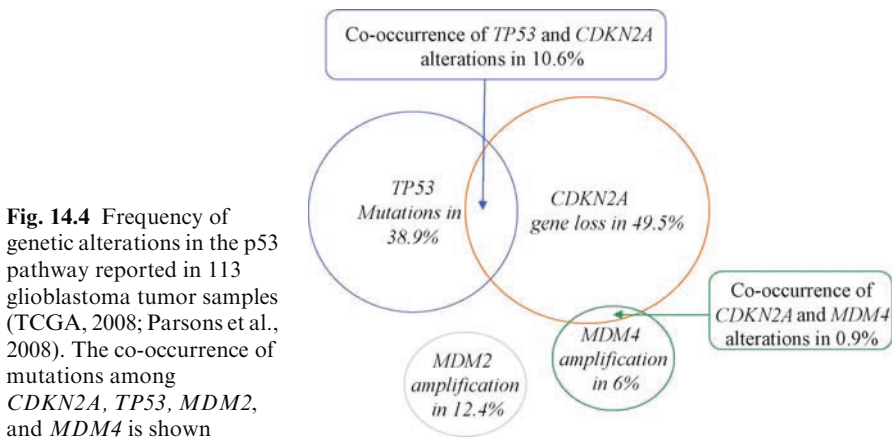 Fig. 14.4 Frequency of
genetic alterations in the p53
pathway reported in 113
glioblastoma tumor samples
(TCGA, 2008; Parsons et al.,
2008). The co-occurrence of
mutations among
CDKN2A, TP53, MDM2,
and MDM4 is shown
Co-occurrence of TP53 and CDKN2A
alterations in 10.6%
TP53
Mutations in
38.9%
CDKN2A
gene loss in 49.5%
Co-occurrence of
CDKN2A and MDM4
alterations in 0.9%
MDM2
amplification
in 12.4%
MDM4
amplification
in 6%